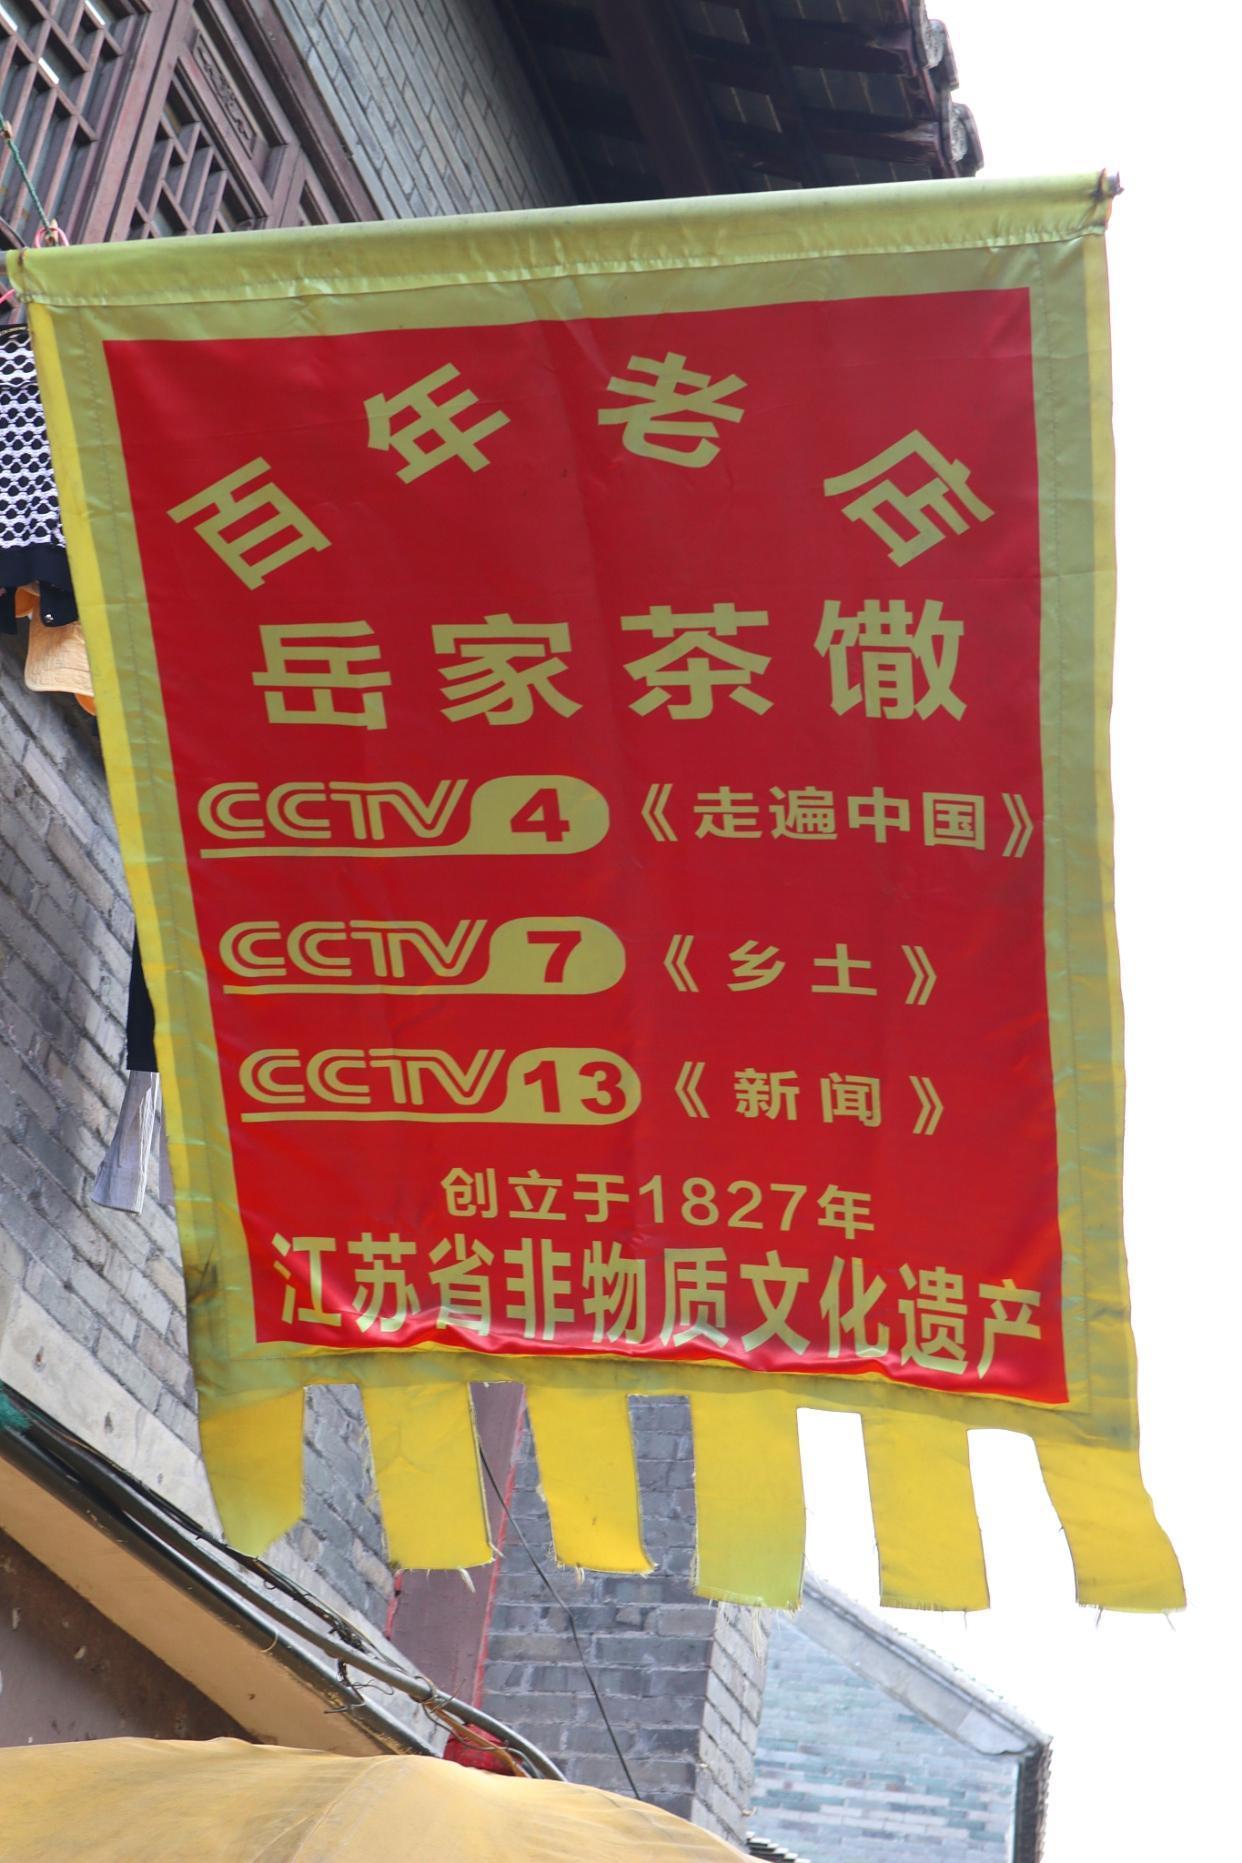 百年老店
岳家茶馓
CCTV 4 《走遍中国》
CCTV 7 《乡土》
CCTV 13 《新闻》
创立于1827年
江苏省非物质文化遗产